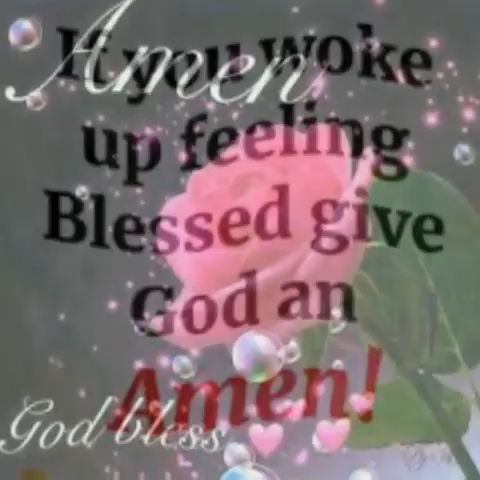 Amen
If you woke
up feeling
Blessed give
God an
Amen!
God bless